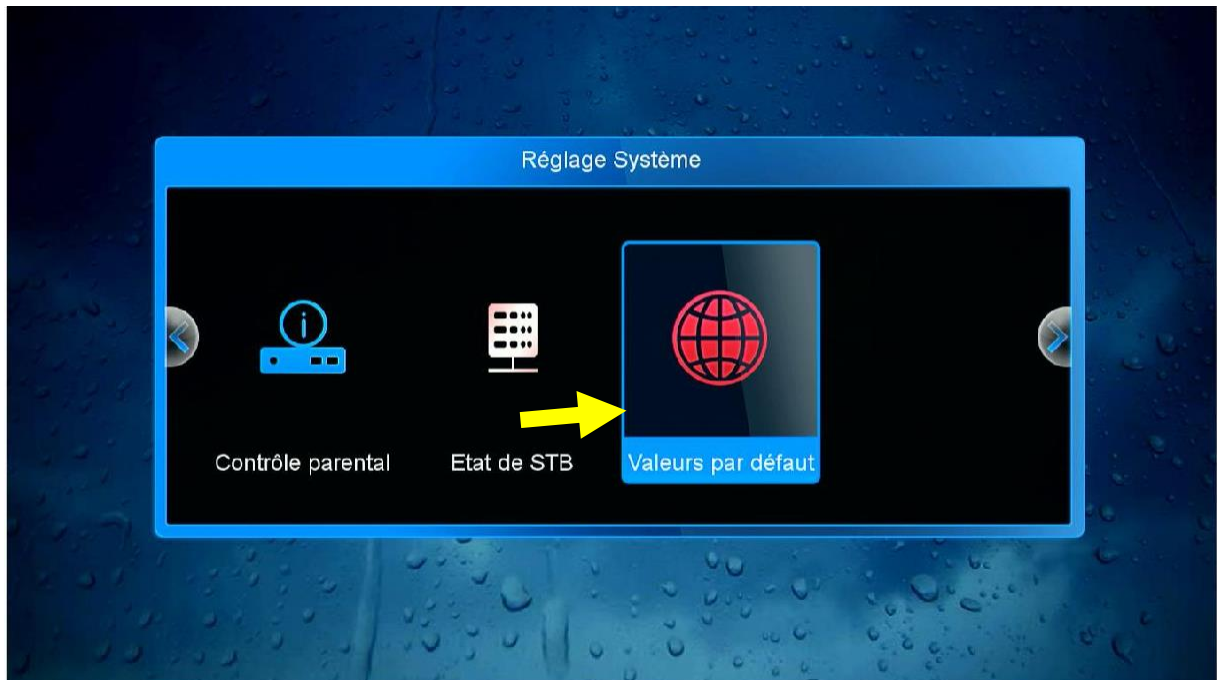 Réglage Système
Contrôle parental
Etat de STB
Valeurs par défaut